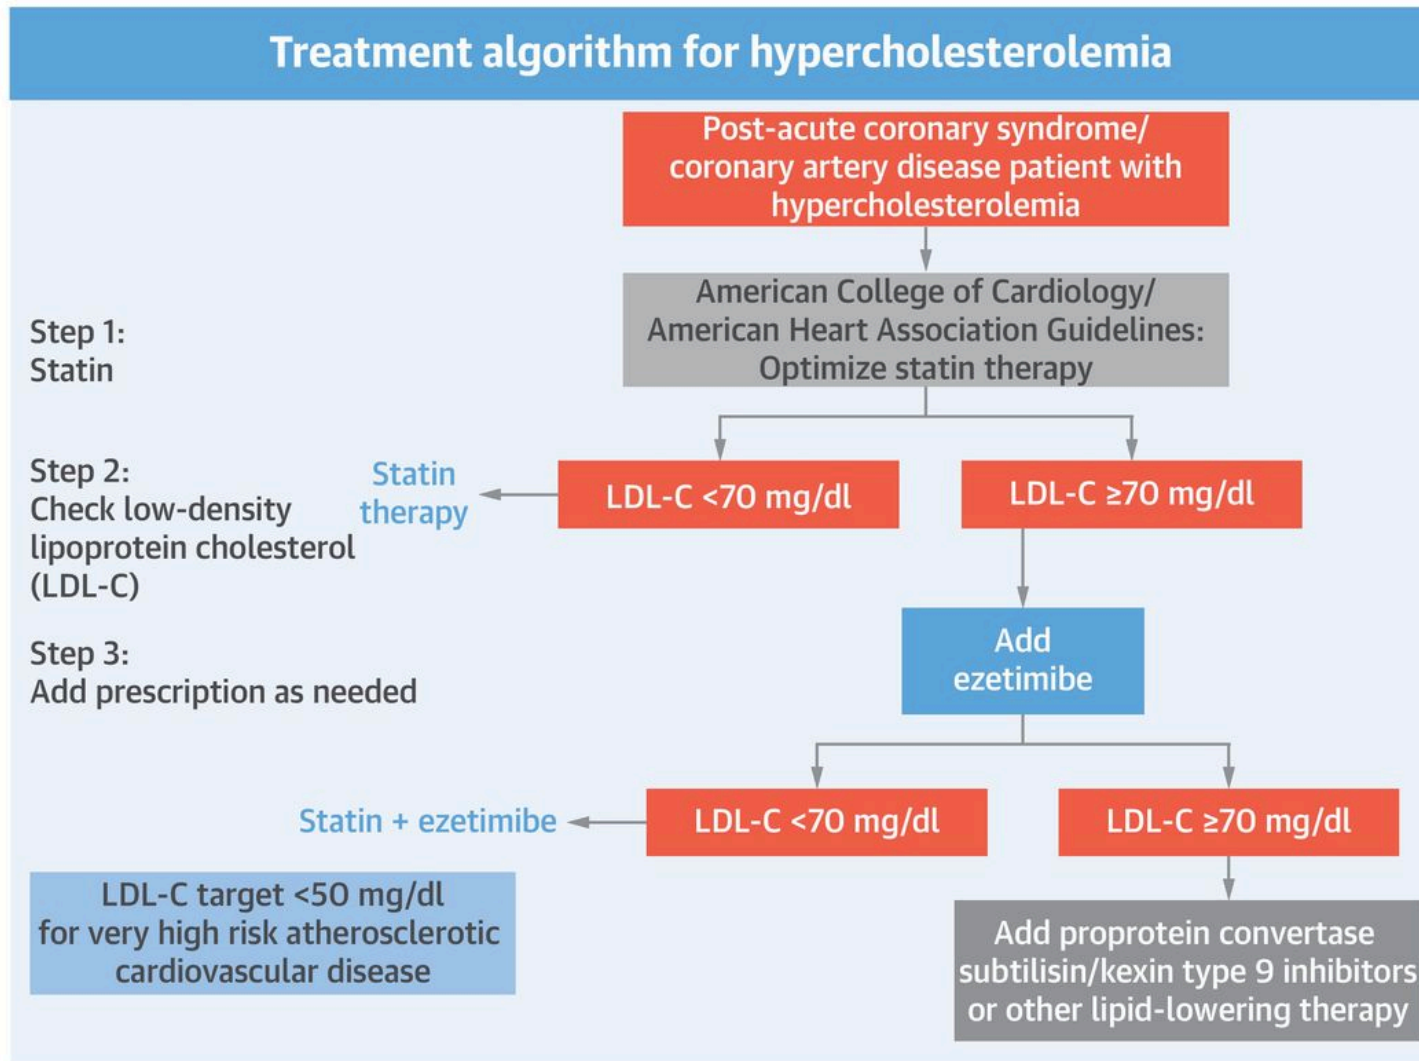 Treatment algorithm for hypercholesterolemia
Post-acute coronary syndrome/
coronary artery disease patient with
hypercholesterolemia
Step 1:
Statin
American College of Cardiology/
American Heart Association Guidelines:
Optimize statin therapy
Step 2:
Check low-density
lipoprotein cholesterol
(LDL-C)
Statin
therapy
LDL-C <70 mg/dl
LDL-C ≥70 mg/dl
Step 3:
Add prescription as needed
Add
ezetimibe
Statin + ezetimibe
LDL-C <70 mg/dl
LDL-C ≥70 mg/dl
LDL-C target <50 mg/dl
for very high risk atherosclerotic
cardiovascular disease
Add proprotein convertase
subtilisin/kexin type 9 inhibitors
or other lipid-lowering therapy